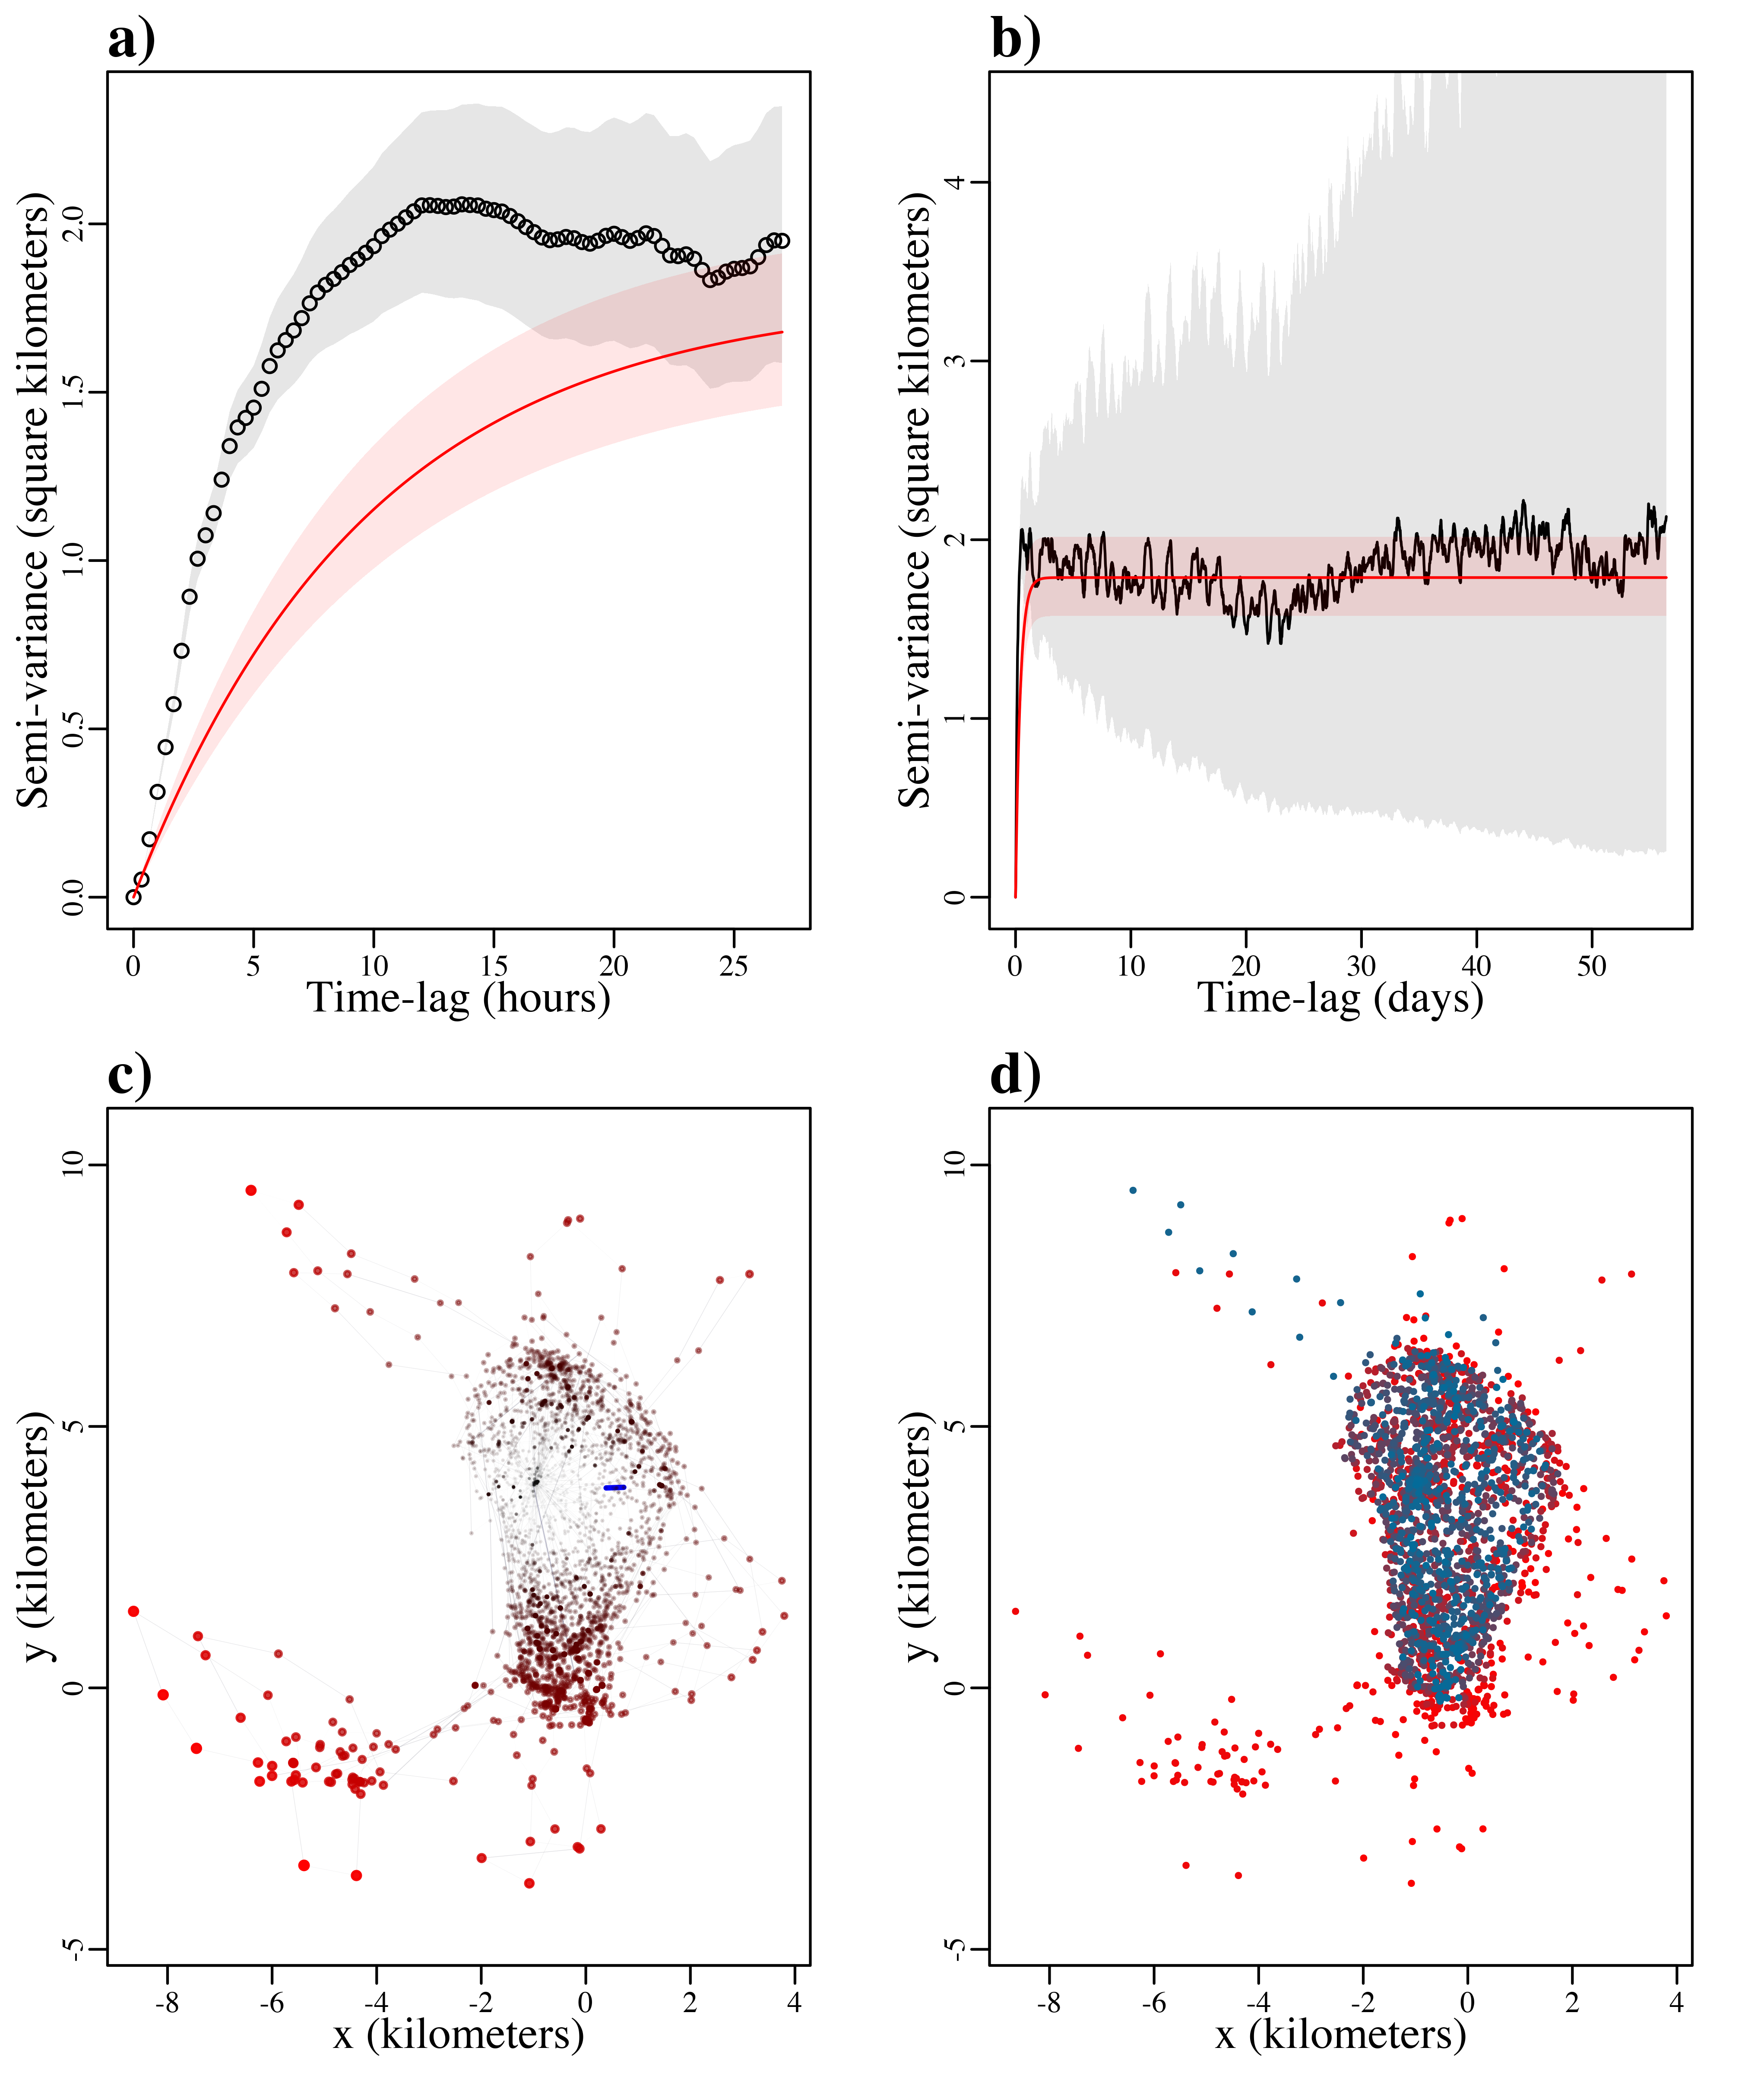 a)
Semi-variance (square kilometers)
2.0
1.5
1.0
0.5
0.0
0 5 10 15 20 25
Time-lag (hours)
b)
Semi-variance (square kilometers)
4
3
2
1
0
0 10 20 30 40 50
Time-lag (days)
c)
y (kilometers)
10
5
0
-5
-8 -6 -4 -2 0 2 4
x (kilometers)
d)
y (kilometers)
10
5
0
-5
-8 -6 -4 -2 0 2 4
x (kilometers)